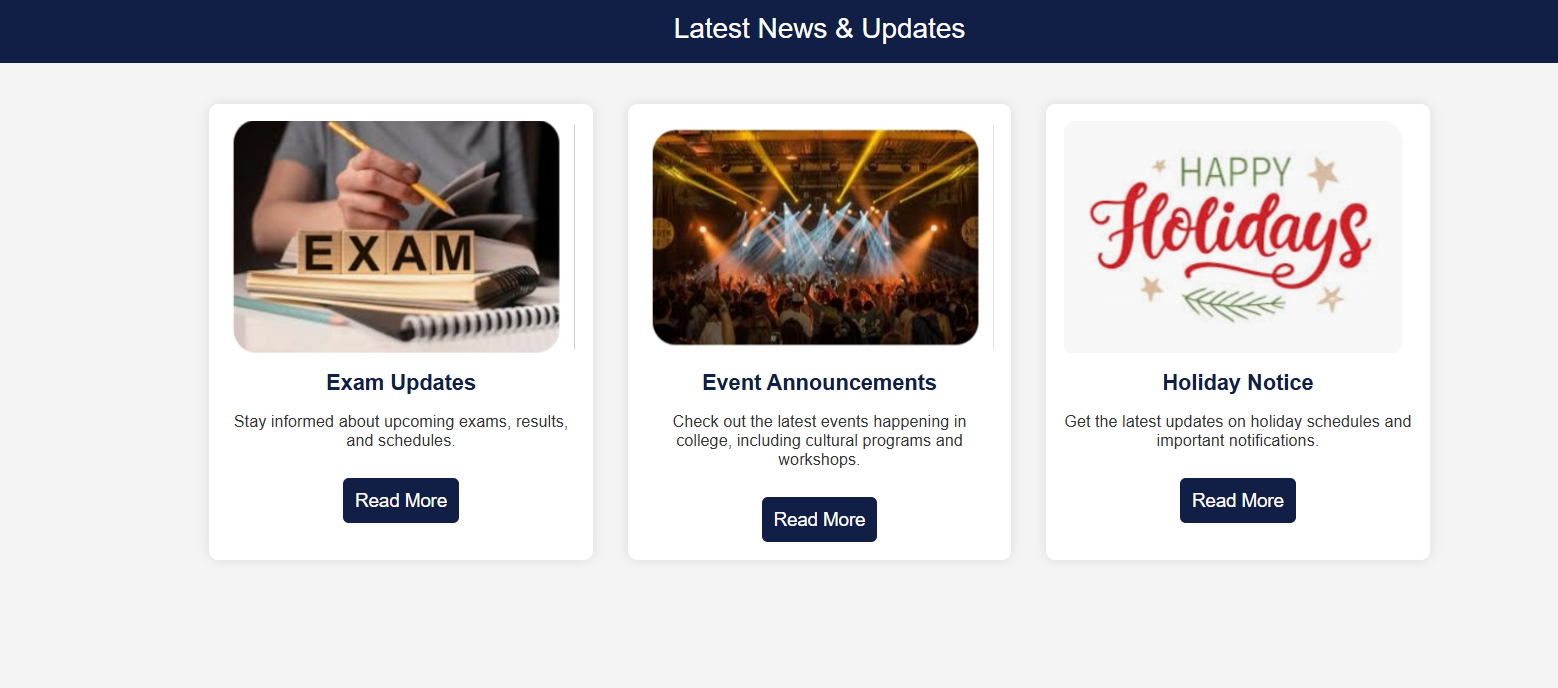 Latest News & Updates
EXAM
Exam Updates
Stay informed about upcoming exams, results,
and schedules.
Read More
Event Announcements
Check out the latest events happening in
college, including cultural programs and
workshops.
Read More
HAPPY
Holidays
Holiday Notice
Get the latest updates on holiday schedules and
important notifications.
Read More